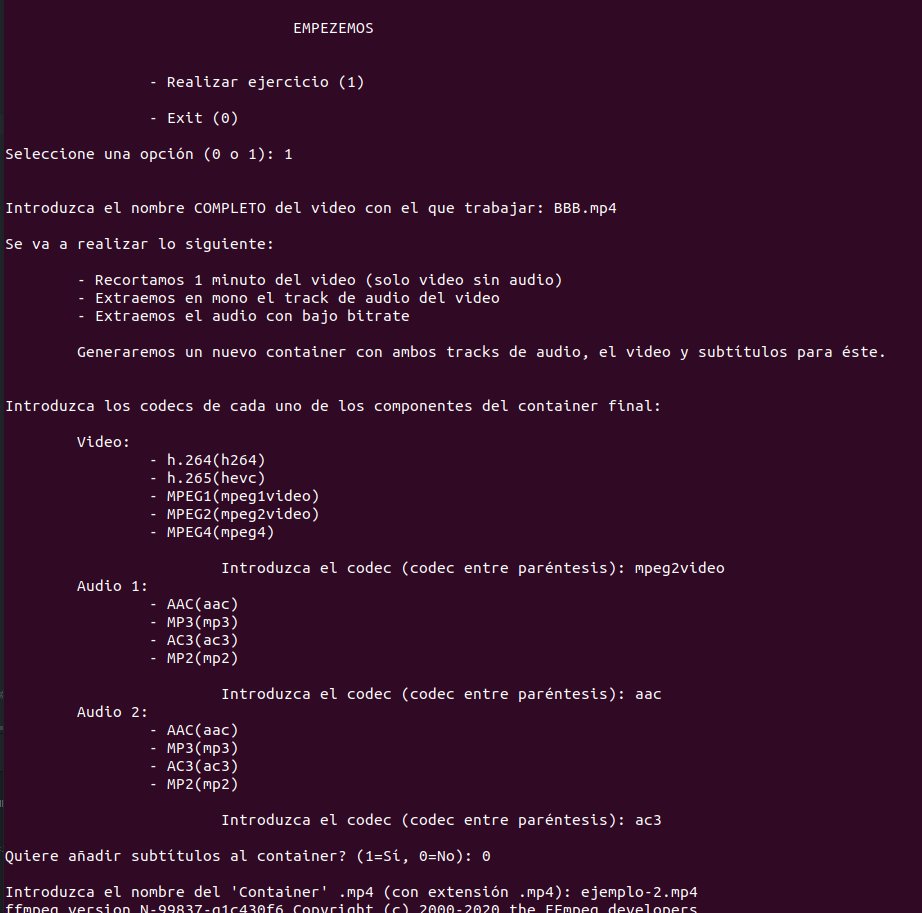 EMPEZEMOS
- Realizar ejercicio (1)
- Exit (0)
Seleccione una opción (0 o 1): 1
Introduzca el nombre COMPLETO del video con el que trabajar: BBB.mp4
Se va a realizar lo siguiente:
- Recortamos 1 minuto del video (solo video sin audio)
- Extraemos en mono el track de audio del video
- Extraemos el audio con bajo bitrate
Generaremos un nuevo container con ambos tracks de audio, el video y subtítulos para éste.
Introduzca los codecs de cada uno de los componentes del container final:
Video:
- h.264(h264)
- h.265(hevc)
- MPEG1(mpeg1video)
- MPEG2(mpeg2video)
- MPEG4(mpeg4)
Introduzca el codec (codec entre paréntesis): mpeg2video
Audio 1:
- AAC(aac)
- MP3(mp3)
- AC3(ac3)
- MP2(mp2)
Introduzca el codec (codec entre paréntesis): aac
Audio 2:
- AAC(aac)
- MP3(mp3)
- AC3(ac3)
- MP2(mp2)
Introduzca el codec (codec entre paréntesis): ac3
Quiere añadir subtítulos al container? (1=Sí, 0=No): 0
Introduzca el nombre del 'Container' .mp4 (con extensión .mp4): ejemplo-2.mp4
ffmpeg version N-99837-g1c430f6 Copyright (c) 2000-2020 the FFmpeg developers